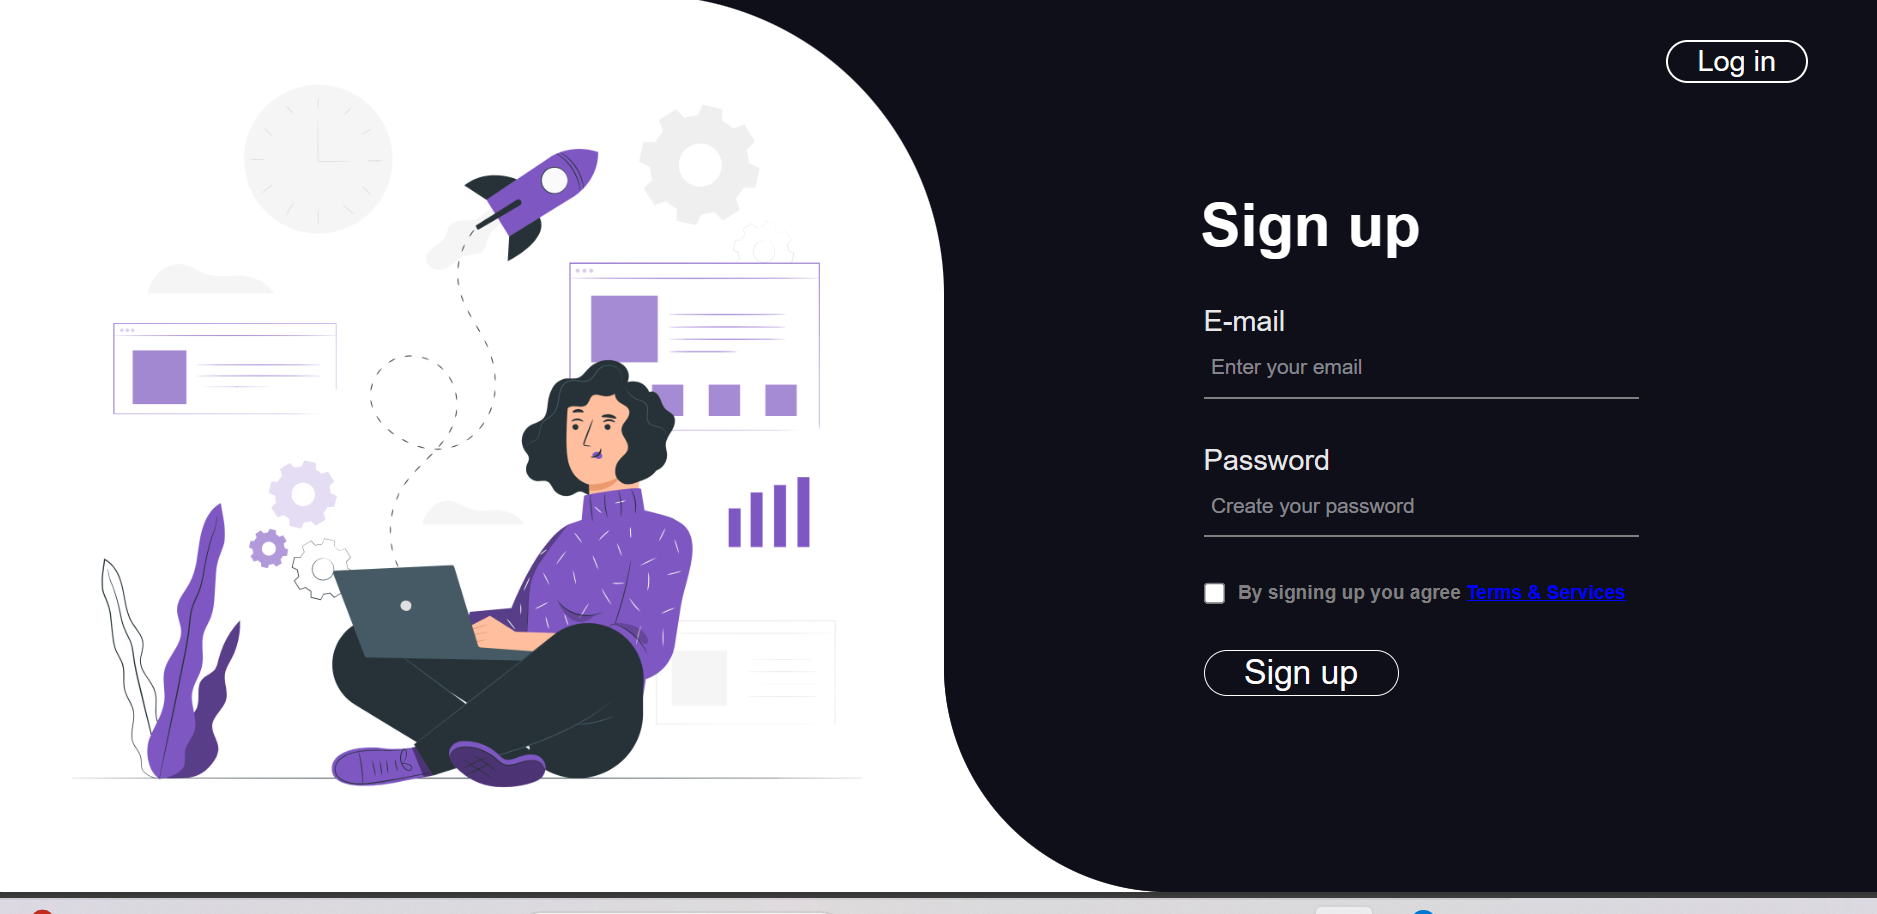 Log in
Sign up
E-mail
Enter your email
Password
Create your password
By signing up you agree Terms & Services
Sign up